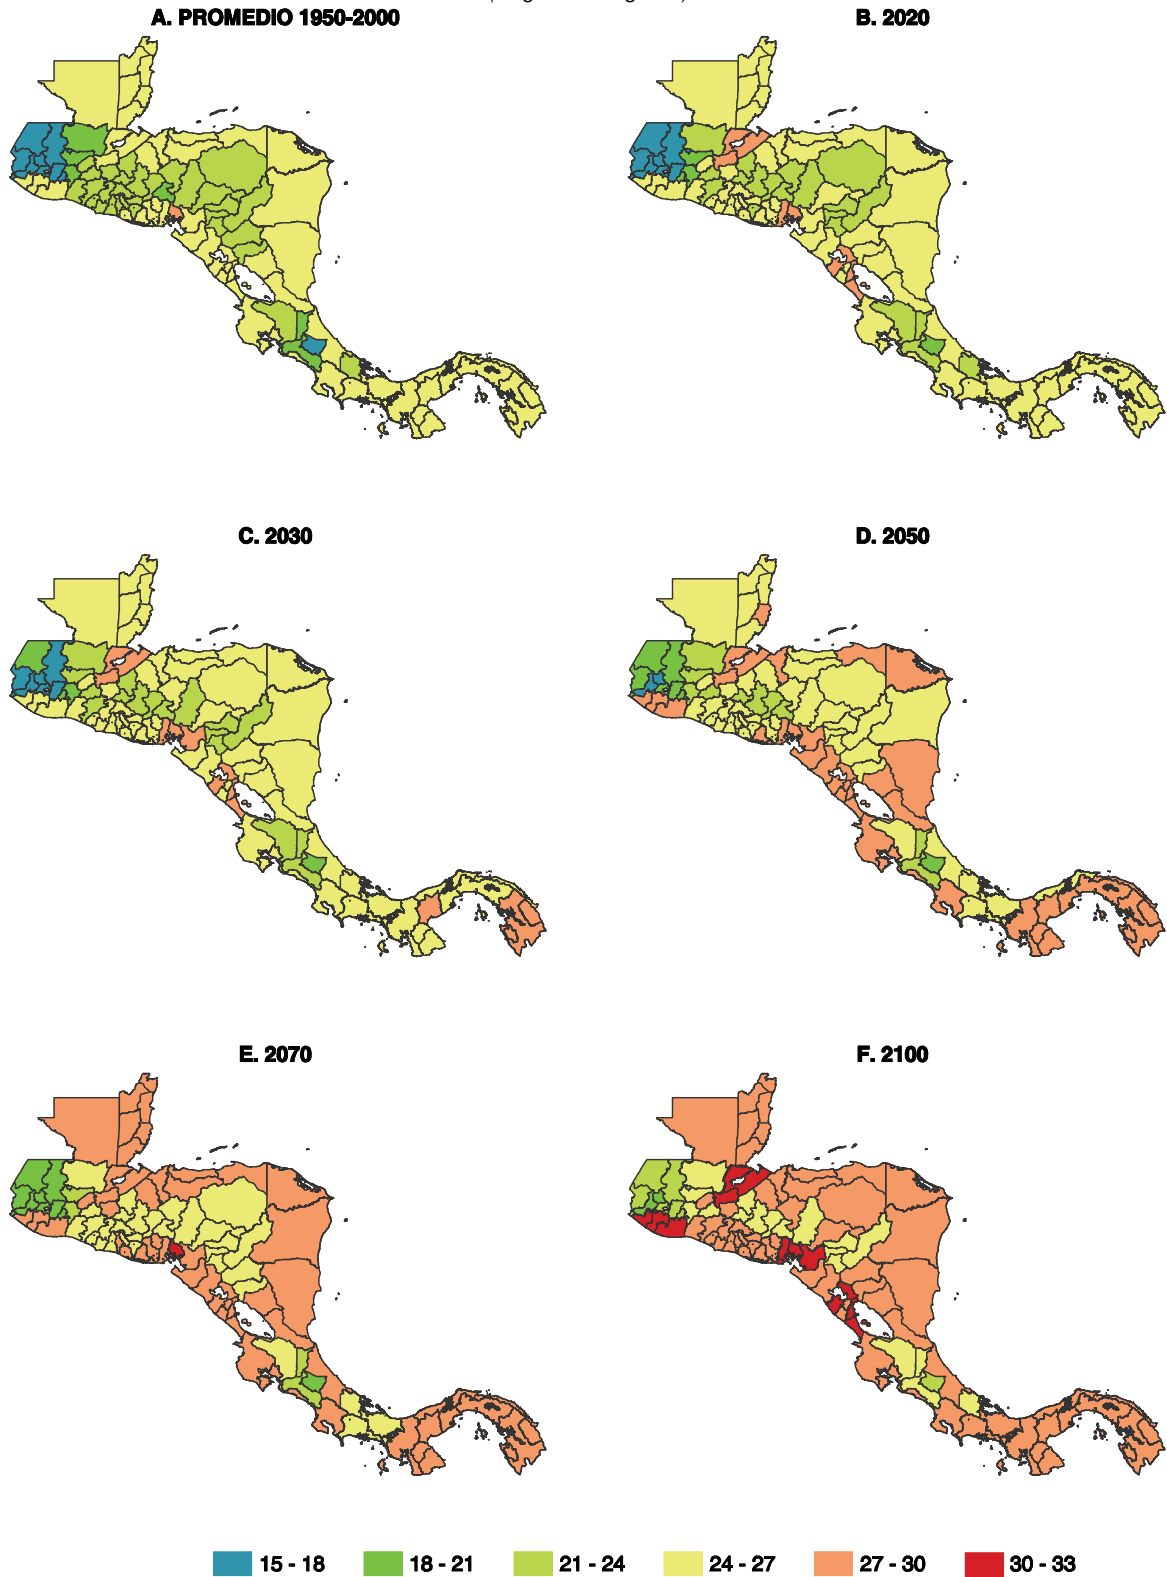 A. PROMEDIO 1950-2000
B. 2020
C. 2030
D. 2050
E. 2070
F. 2100
15 - 18
18 - 21
21 - 24
24 - 27
27 - 30
30 - 33